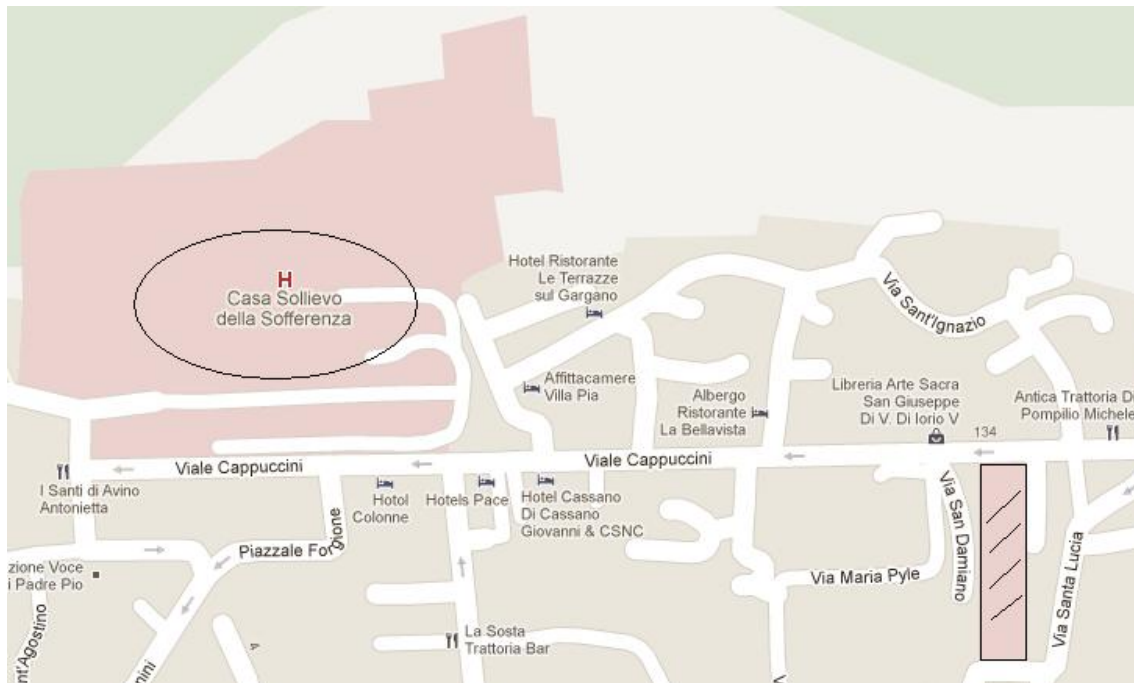 H
Casa Sollievo
della Sofferenza
Hotel Ristorante
Le Terrazze
sul Gargano
Via Sant'Ignazio
Affittacamere
Villa Pia
Albergo
Ristorante
La Bellavista
Libreria Arte Sacra
San Giuseppe
Di V. Di Iorio V
Antica Trattoria Di
Pompilio Michele
134
Viale Cappuccini
Viale Cappuccini
I Santi di Avino
Antonietta
Hotol
Colonne
Hotels Pace
Hotel Cassano
Di Cassano
Giovanni & CSNC
Via San Damiano
Piazzale Forgione
zione Voce
i Padre Pio
Via Maria Pyle
Via Santa Lucia
La Sosta
Trattoria Bar
nt'Agostino
nini
4
V